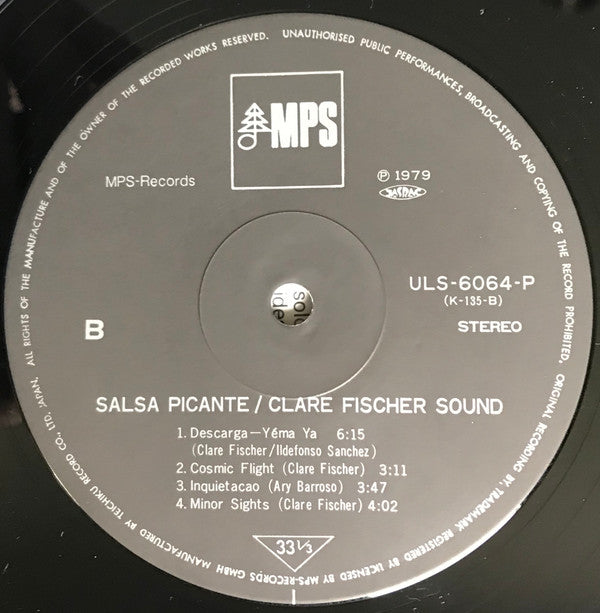 ALL RIGHTS OF THE MANUFACTURE AND OF THE OWNER OF THE RECORDED WORKS RESERVED. UNAUTHORISED PUBLIC PERFORMANCES, BROADCASTING AND COPYING OF THE RECORD PROHIBITED. ORIGINAL RECORDING BY. TRADEMARK REGISTERED BY. LICENSED BY MPS-RECORDS GMBH MANUFACTURED BY TEICHIKU RECORD CO., LTD. JAPAN.
MPS
MPS-Records
℗ 1979
JASRAC
ULS-6064-P
(K-135-B)
B
STEREO
solo
ide
SALSA PICANTE / CLARE FISCHER SOUND
1. Descarga—Yéma Ya 6:15
(Clare Fischer/Ildefonso Sanchez)
2. Cosmic Flight (Clare Fischer) 3:11
3. Inquietacao (Ary Barroso) 3:47
4. Minor Sights (Clare Fischer) 4:02
33 1/3